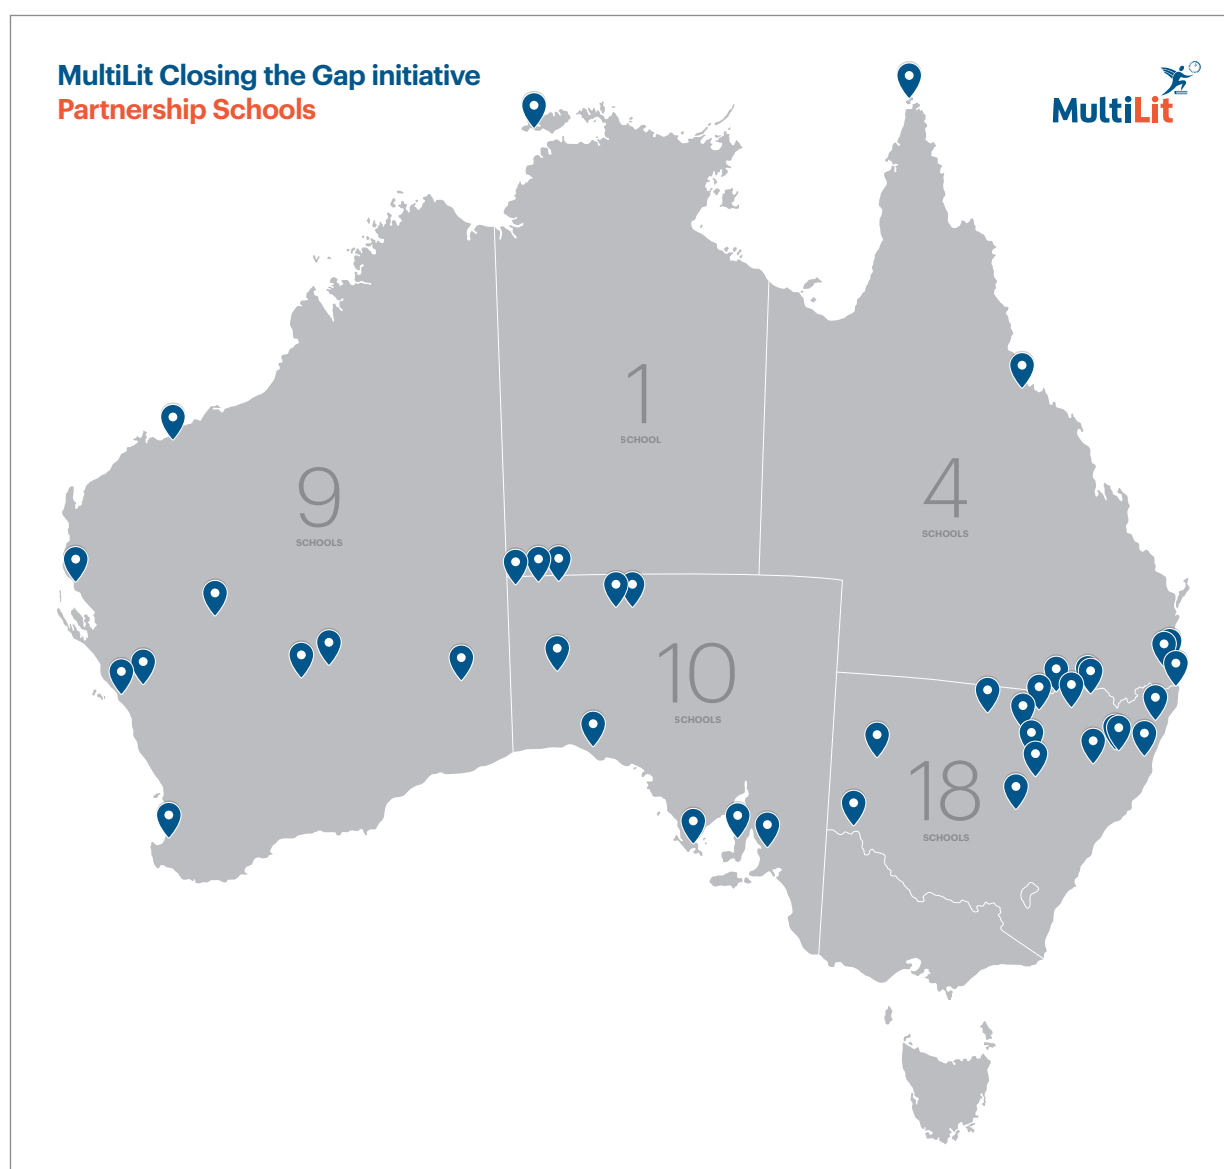 MultiLit Closing the Gap initiative
Partnership Schools
MultiLit
1
SCHOOL
9
SCHOOLS
4
SCHOOLS
10
SCHOOLS
18
SCHOOLS